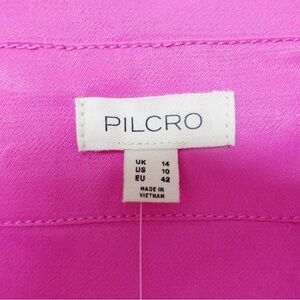 PILCRO
UK 14
US 10
EU 42
MADE IN
VIETNAM